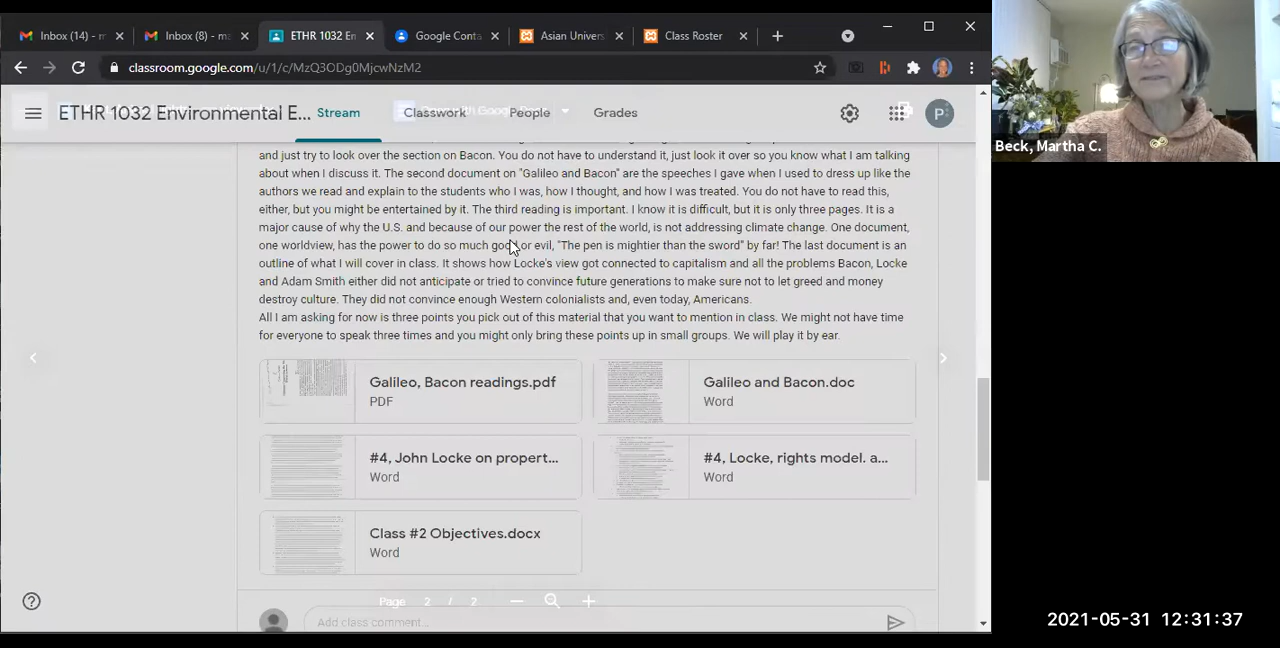 Inbox (14) - m
Inbox (8) - ma
ETHR 1032 En
Google Conta
Asian Univers
Class Roster
classroom.google.com/u/1/c/MzQ3ODg0MjcwNzM2
ETHR 1032 Environmental E...
Stream
Classwork
People
Grades
P
Beck, Martha C.
and just try to look over the section on Bacon. You do not have to understand it, just look it over so you know what I am talking
about when I discuss it. The second document on "Galileo and Bacon" are the speeches I gave when I used to dress up like the
authors we read and explain to the students who I was, how I thought, and how I was treated. You do not have to read this,
either, but you might be entertained by it. The third reading is important. I know it is difficult, but it is only three pages. It is a
major cause of why the U.S. and because of our power the rest of the world, is not addressing climate change. One document,
one worldview, has the power to do so much good or evil, "The pen is mightier than the sword" by far! The last document is an
outline of what I will cover in class. It shows how Locke's view got connected to capitalism and all the problems Bacon, Locke
and Adam Smith either did not anticipate or tried to convince future generations to make sure not to let greed and money
destroy culture. They did not convince enough Western colonialists and, even today, Americans.
All I am asking for now is three points you pick out of this material that you want to mention in class. We might not have time
for everyone to speak three times and you might only bring these points up in small groups. We will play it by ear.
Galileo, Bacon readings.pdf
PDF
Galileo and Bacon.doc
Word
#4, John Locke on propert...
Word
#4, Locke, rights model. a...
Word
Class #2 Objectives.docx
Word
Page 2 / 2
Add class comment...
2021-05-31 12:31:37